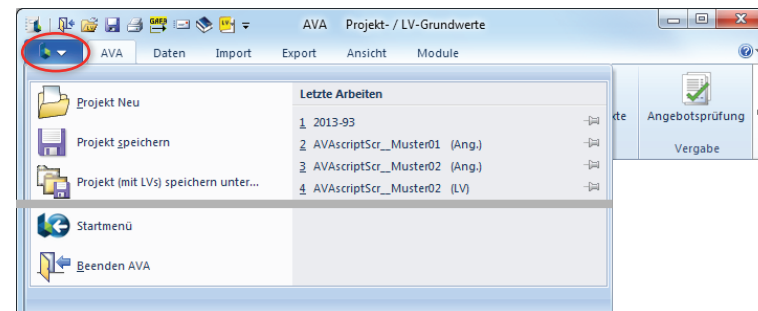 AVA Projekt- / LV-Grundwerte
AVA Daten Import Export Ansicht Module
Projekt Neu
Projekt speichern
Projekt (mit LVs) speichern unter...
Startmenü
Beenden AVA
Letzte Arbeiten
1 2013-93
2 AVAscriptScr__Muster01 (Ang.)
3 AVAscriptScr__Muster02 (Ang.)
4 AVAscriptScr__Muster02 (LV)
kte
Angebotsprüfung
Vergabe